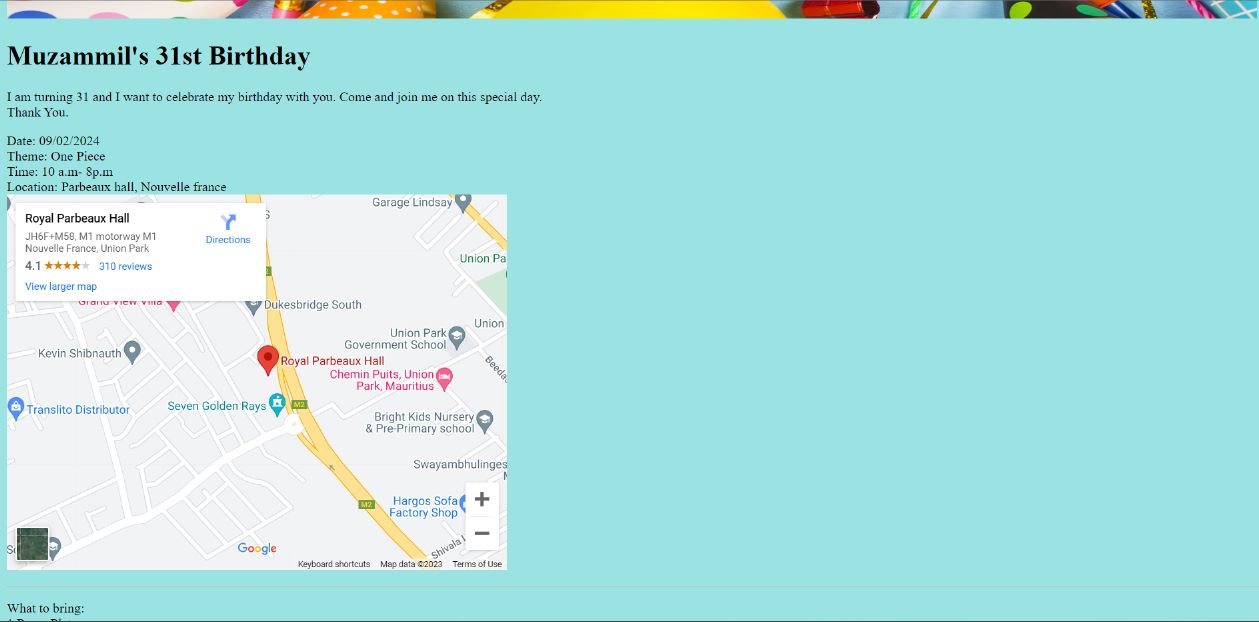 Muzammil's 31st Birthday
I am turning 31 and I want to celebrate my birthday with you. Come and join me on this special day.
Thank You.
Date: 09/02/2024
Theme: One Piece
Time: 10 a.m- 8p.m
Location: Parbeaux hall, Nouvelle france
Royal Parbeaux Hall
Directions
JH6F+M58, M1 motorway M1
Nouvelle France, Union Park
4.1 310 reviews
View larger map
Garage Lindsay
Union Pa
Grand View Villa
Dukesbridge South
Union
Union Park
Government School
Kevin Shibnauth
Royal Parbeaux Hall
Chemin Puits, Union
Park, Mauritius
Beeda
Translito Distributor
Seven Golden Rays
M2
Bright Kids Nursery
& Pre-Primary school
Swayambhulinges
Hargos Sofa
Factory Shop
M2
Shivala
Google
Keyboard shortcuts Map data ©2023 Terms of Use
What to bring: